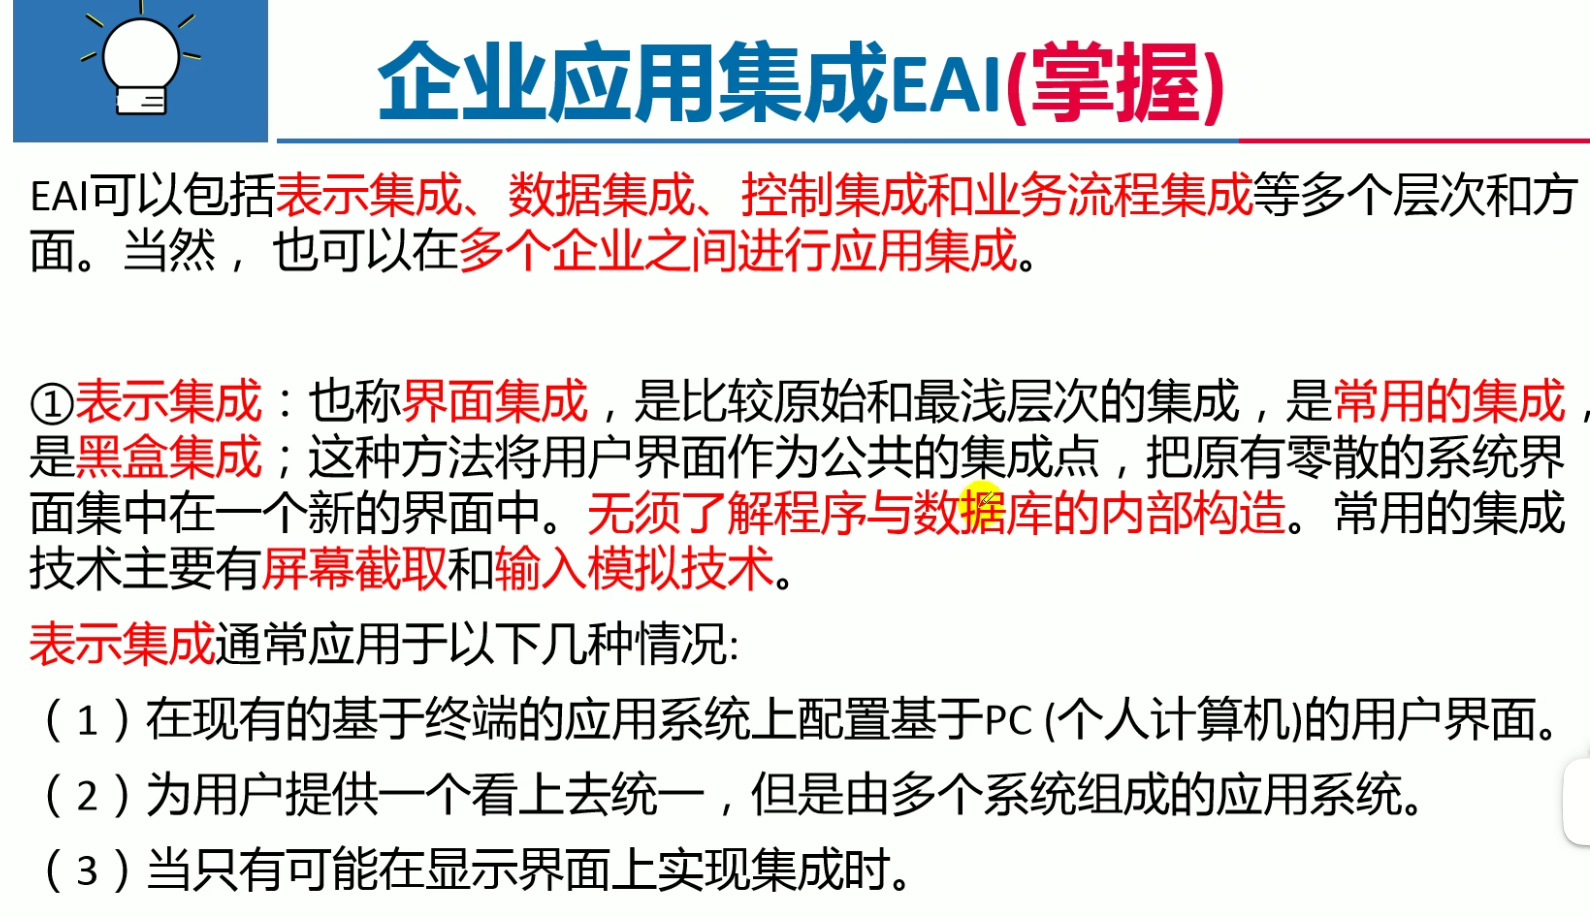 企业应用集成EAI(掌握)
EAI可以包括表示集成、数据集成、控制集成和业务流程集成等多个层次和方
面。当然，也可以在多个企业之间进行应用集成。
①表示集成：也称界面集成，是比较原始和最浅层次的集成，是常用的集成，
是黑盒集成；这种方法将用户界面作为公共的集成点，把原有零散的系统界
面集中在一个新的界面中。无须了解程序与数据库的内部构造。常用的集成
技术主要有屏幕截取和输入模拟技术。
表示集成通常应用于以下几种情况:
（1）在现有的基于终端的应用系统上配置基于PC (个人计算机)的用户界面。
（2）为用户提供一个看上去统一，但是由多个系统组成的应用系统。
（3）当只有可能在显示界面上实现集成时。